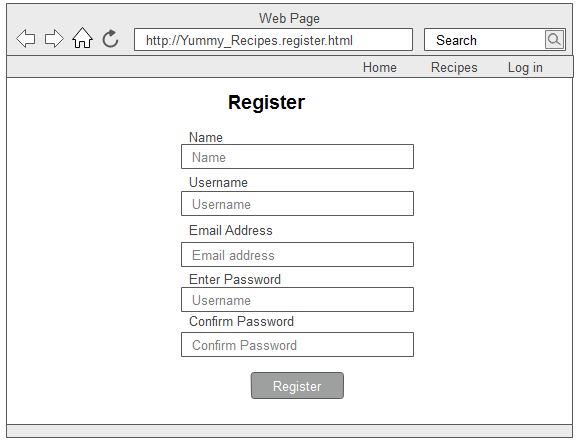 Web Page
http://Yummy_Recipes.register.html
Search
Home Recipes Log in
Register
Name
Name
Username
Username
Email Address
Email address
Enter Password
Username
Confirm Password
Confirm Password
Register